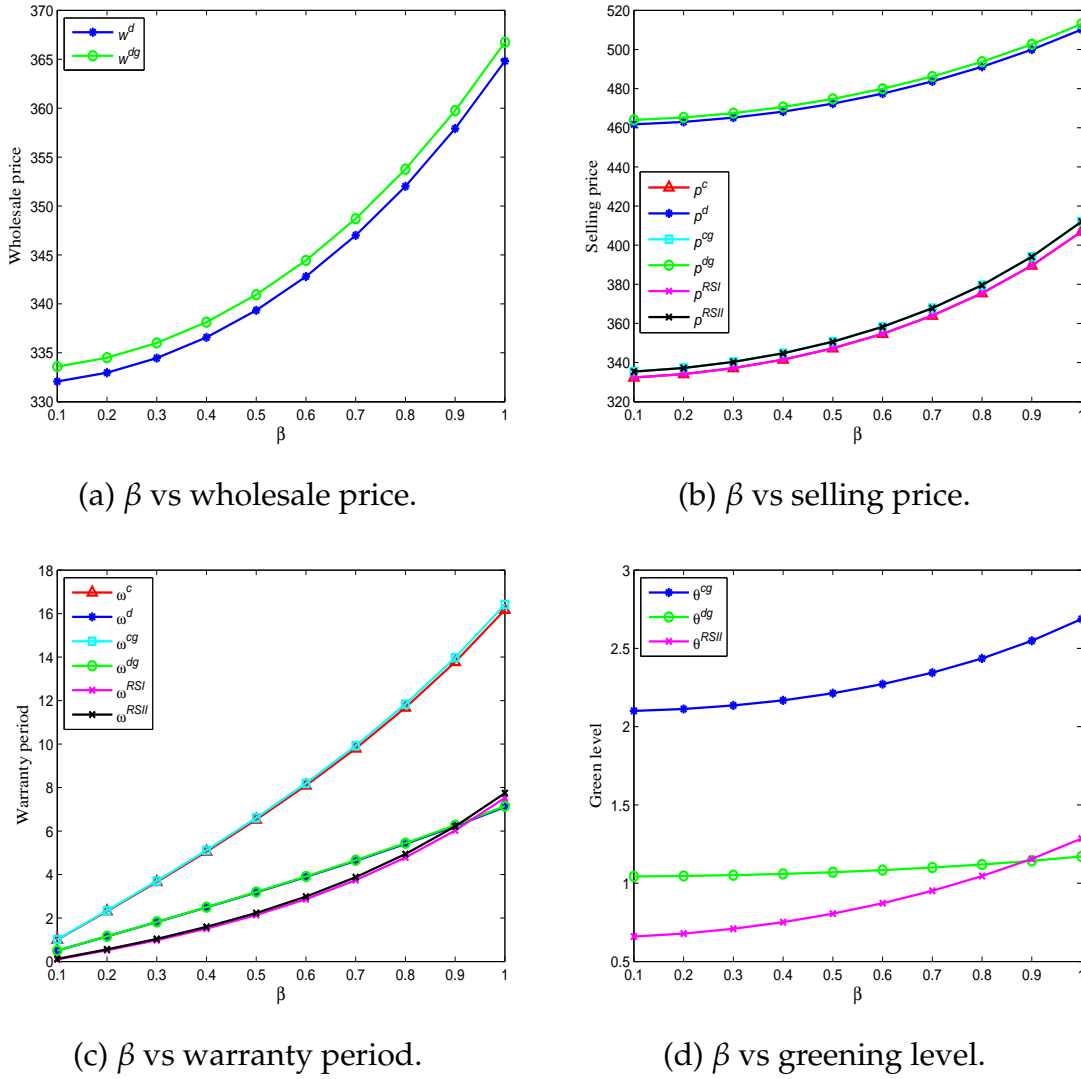 370
365
360
355
350
345
340
335
330
Wholesale price
w^d
w^dg
0.1 0.2 0.3 0.4 0.5 0.6 0.7 0.8 0.9 1
β
(a) β vs wholesale price.
520
500
480
460
440
420
400
380
360
340
320
Selling price
p^c
p^d
p^cg
p^dg
p^RSI
p^RSII
0.1 0.2 0.3 0.4 0.5 0.6 0.7 0.8 0.9 1
β
(b) β vs selling price.
18
16
14
12
10
8
6
4
2
0
Warranty period
ω^c
ω^d
ω^cg
ω^dg
ω^RSI
ω^RSII
0.1 0.2 0.3 0.4 0.5 0.6 0.7 0.8 0.9 1
β
(c) β vs warranty period.
3
2.5
2
1.5
1
0.5
Green level
θ^cg
θ^dg
θ^RSII
0.1 0.2 0.3 0.4 0.5 0.6 0.7 0.8 0.9 1
β
(d) β vs greening level.